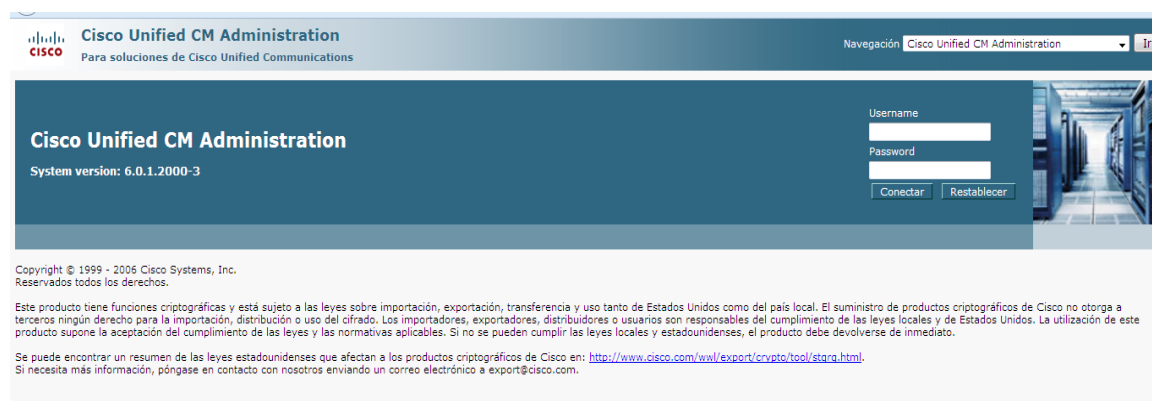 CISCO
Cisco Unified CM Administration
Para soluciones de Cisco Unified Communications
Navegación Cisco Unified CM Administration
Cisco Unified CM Administration
System version: 6.0.1.2000-3
Username
Password
Conectar Restablecer
Copyright © 1999 - 2006 Cisco Systems, Inc.
Reservados todos los derechos.
Este producto tiene funciones criptográficas y está sujeto a las leyes sobre importación, exportación, transferencia y uso tanto de Estados Unidos como del país local. El suministro de productos criptográficos de Cisco no otorga a
terceros ningún derecho para la importación, distribución o uso del cifrado. Los importadores, exportadores, distribuidores o usuarios son responsables del cumplimiento de las leyes locales y de Estados Unidos. La utilización de este
producto supone la aceptación del cumplimiento de las leyes y las normativas aplicables. Si no se pueden cumplir las leyes locales y estadounidenses, el producto debe devolverse de inmediato.
Se puede encontrar un resumen de las leyes estadounidenses que afectan a los productos criptográficos de Cisco en: http://www.cisco.com/wwl/export/crypto/tool/stqrg.html.
Si necesita más información, póngase en contacto con nosotros enviando un correo electrónico a export@cisco.com.